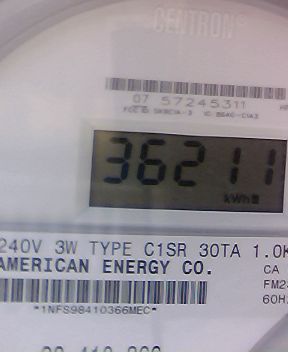 CENTRON®
07 57245311
36211
kWh
240V 3W TYPE C1SR 30TA 1.0K
AMERICAN ENERGY CO.
CA
FM2
60H
*1NFS98410366MEC*